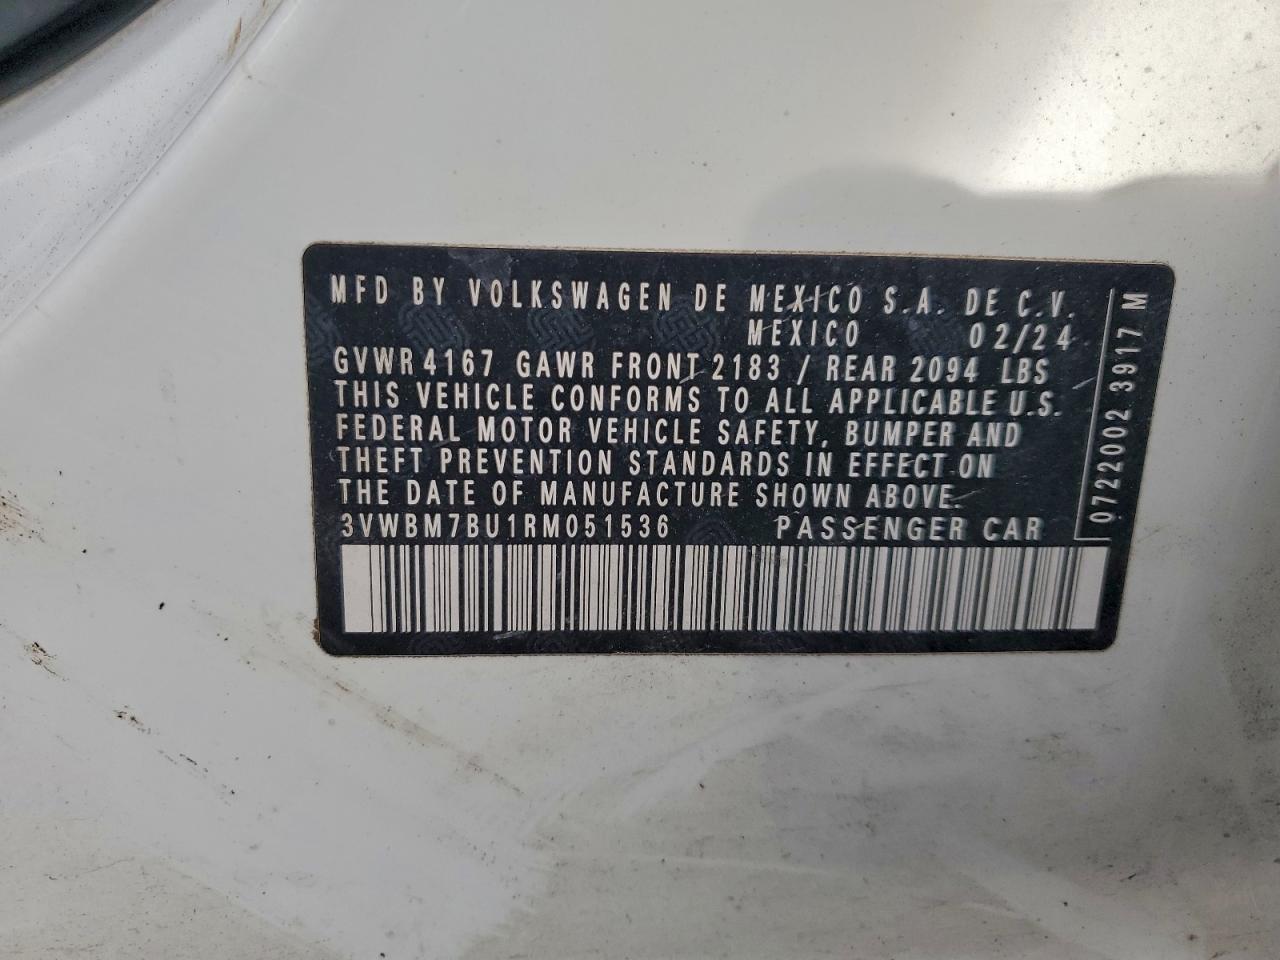 MFD BY VOLKSWAGEN DE MEXICO S.A. DE C.V.
MEXICO 02/24
GVWR 4167 GAWR FRONT 2183 / REAR 2094 LBS
THIS VEHICLE CONFORMS TO ALL APPLICABLE U.S.
FEDERAL MOTOR VEHICLE SAFETY, BUMPER AND
THEFT PREVENTION STANDARDS IN EFFECT ON
THE DATE OF MANUFACTURE SHOWN ABOVE.
3VWBM7BU1RM051536 PASSENGER CAR
0722002 3917 M